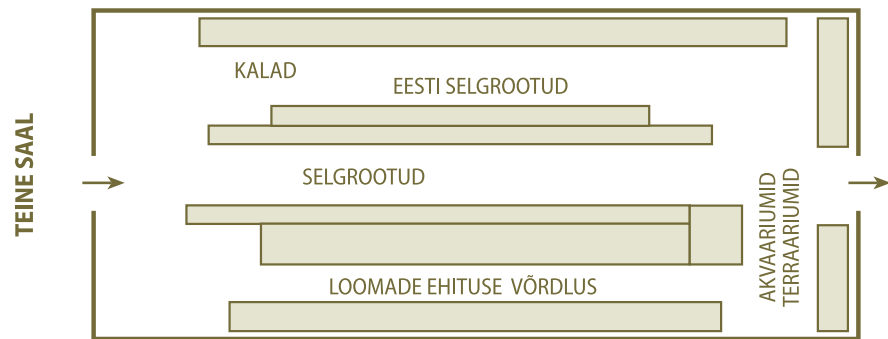 TEINE SAAL
KALAD
EESTI SELGROOTUD
SELGROOTUD
AKVAARIUMID
TERRAARIUMID
LOOMADE EHITUSE VÕRDLUS